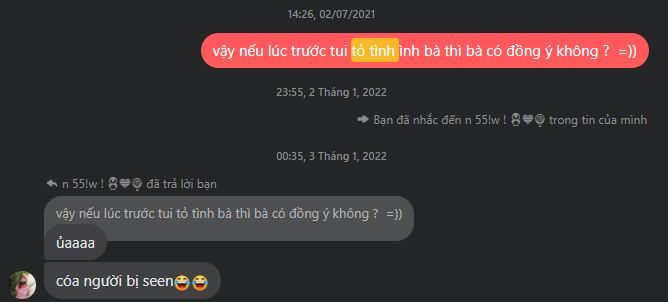 14:26, 02/07/2021
vậy nếu lúc trước tui tỏ tình ình bà thì bà có đồng ý không ? =))
23:55, 2 Tháng 1, 2022
Bạn đã nhắc đến n 55!w ! trong tin của mình
00:35, 3 Tháng 1, 2022
n 55!w ! đã trả lời bạn
vậy nếu lúc trước tui tỏ tình bà thì bà có đồng ý không ? =))
ủaaaa
cóa người bị seen😂😂